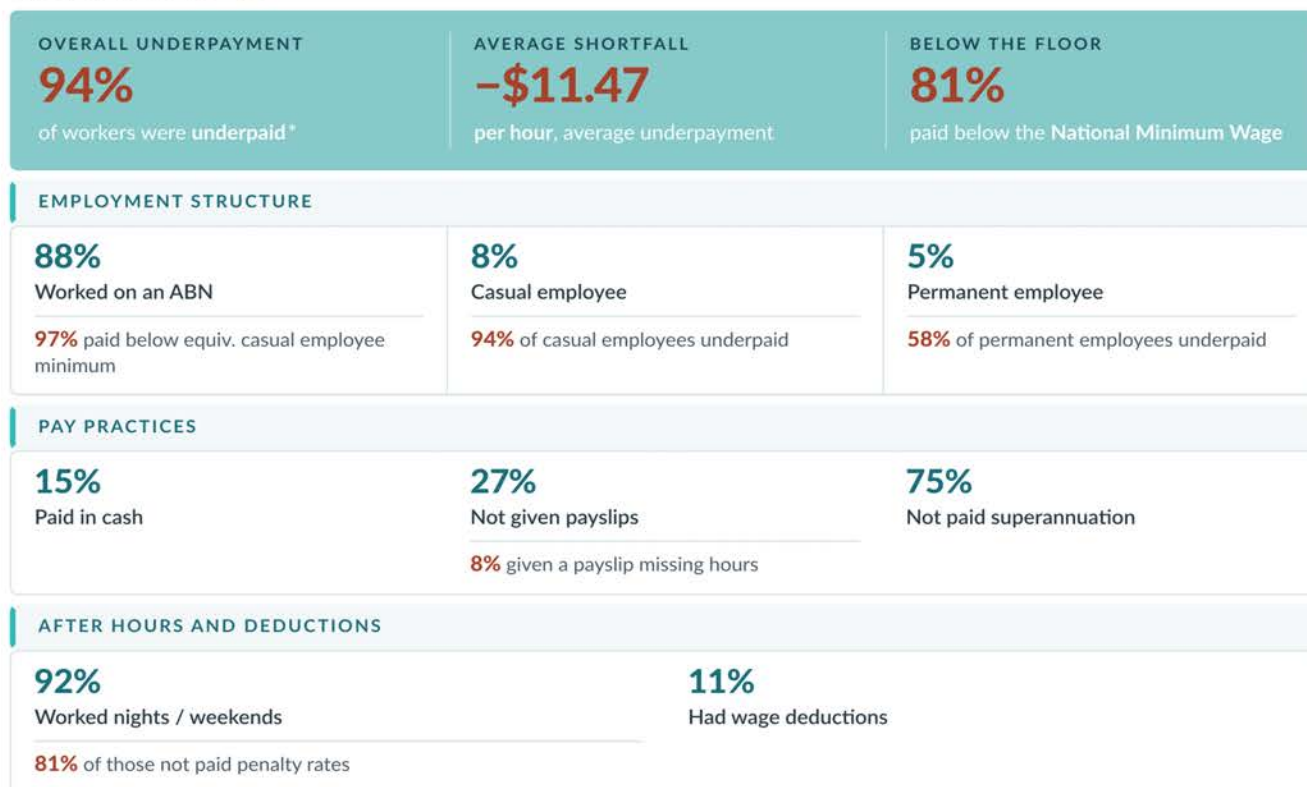 OVERALL UNDERPAYMENT
94%
of workers were underpaid*
AVERAGE SHORTFALL
–$11.47
per hour, average underpayment
BELOW THE FLOOR
81%
paid below the National Minimum Wage
EMPLOYMENT STRUCTURE
88%
Worked on an ABN
97% paid below equiv. casual employee
minimum
8%
Casual employee
94% of casual employees underpaid
5%
Permanent employee
58% of permanent employees underpaid
PAY PRACTICES
15%
Paid in cash
27%
Not given payslips
8% given a payslip missing hours
75%
Not paid superannuation
AFTER HOURS AND DEDUCTIONS
92%
Worked nights / weekends
81% of those not paid penalty rates
11%
Had wage deductions